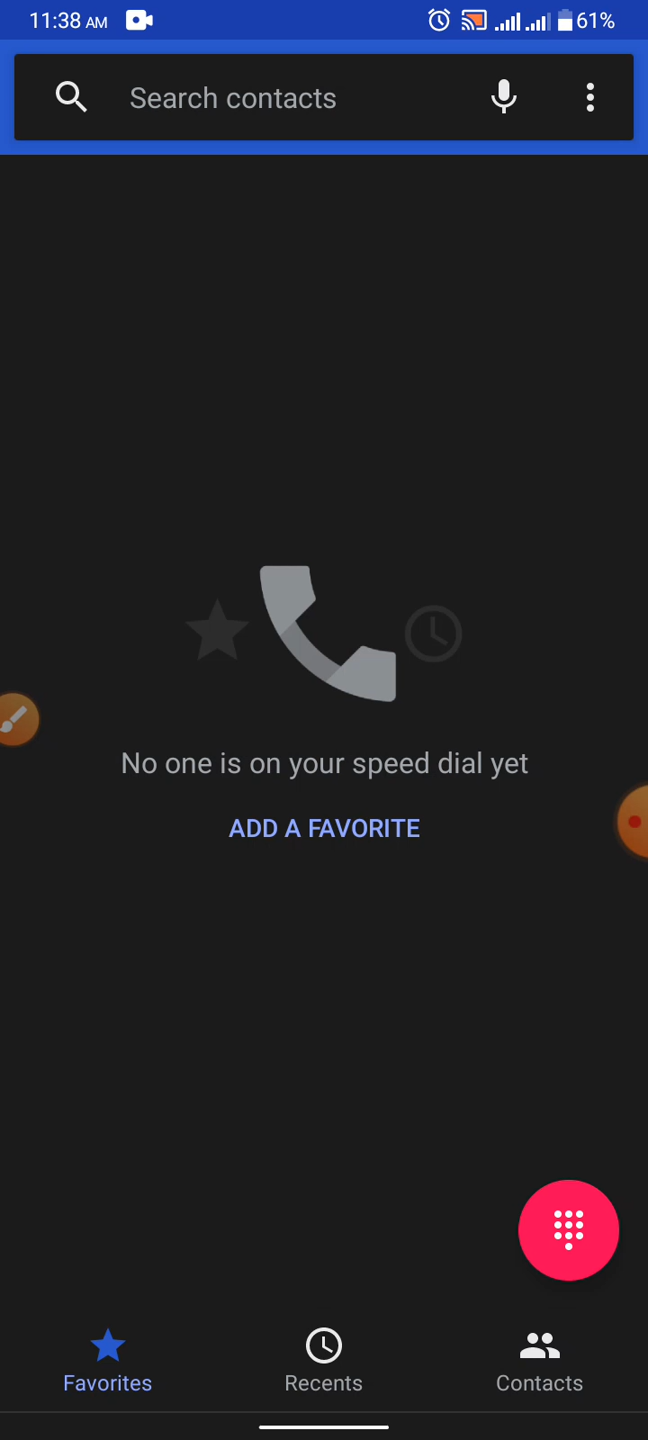 11:38 AM
61%
Search contacts
No one is on your speed dial yet
ADD A FAVORITE
Favorites
Recents
Contacts